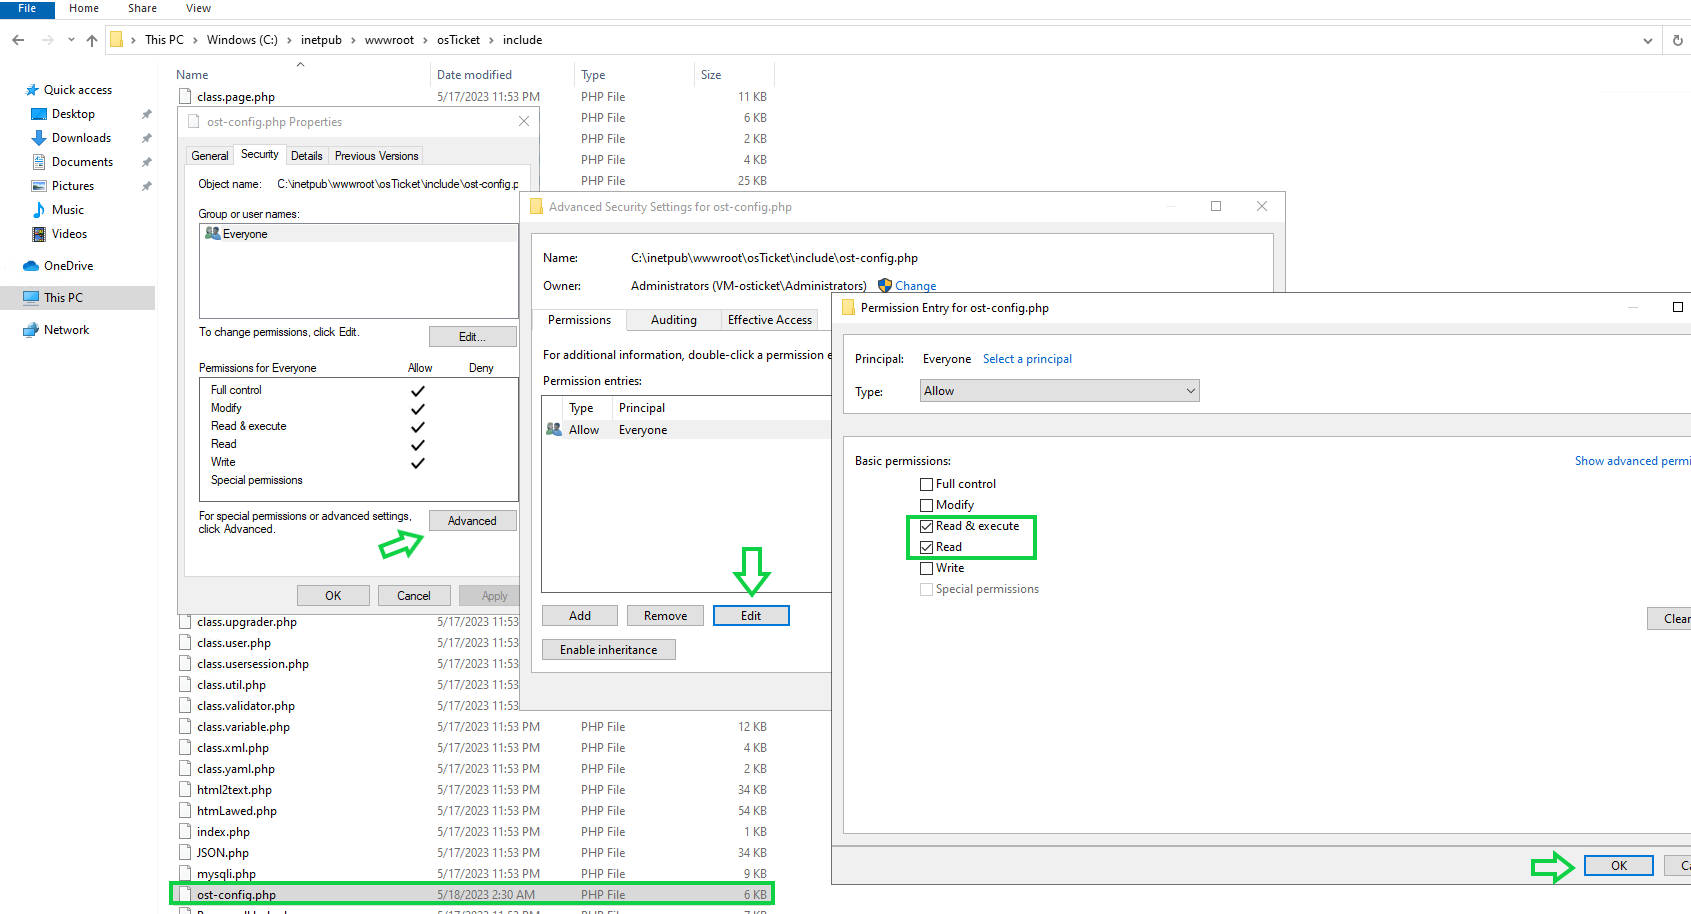 File Home Share View
This PC > Windows (C:) > inetpub > wwwroot > osTicket > include
Name Date modified Type Size
Quick access
Desktop
Downloads
Documents
Pictures
Music
Videos
OneDrive
This PC
Network
class.page.php 5/17/2023 11:53 PM PHP File 11 KB
PHP File 6 KB
PHP File 2 KB
PHP File 4 KB
PHP File 25 KB
ost-config.php Properties
General Security Details Previous Versions
Object name: C:\inetpub\wwwroot\osTicket\include\ost-config.p
Group or user names:
Everyone
To change permissions, click Edit.
Edit...
Permissions for Everyone Allow Deny
Full control
Modify
Read & execute
Read
Write
Special permissions
For special permissions or advanced settings,
click Advanced.
Advanced
OK Cancel Apply
Advanced Security Settings for ost-config.php
Name: C:\inetpub\wwwroot\osTicket\include\ost-config.php
Owner: Administrators (VM-osticket\Administrators) Change
Permissions Auditing Effective Access
For additional information, double-click a permission e
Permission entries:
Type Principal
Allow Everyone
Add Remove Edit
Enable inheritance
Permission Entry for ost-config.php
Principal: Everyone Select a principal
Type: Allow
Basic permissions:
Show advanced permi
Full control
Modify
Read & execute
Read
Write
Special permissions
Clear
OK Ca
class.upgrader.php 5/17/2023 11:53
class.user.php 5/17/2023 11:53
class.usersession.php 5/17/2023 11:53
class.util.php 5/17/2023 11:53
class.validator.php 5/17/2023 11:53
class.variable.php 5/17/2023 11:53 PM PHP File 12 KB
class.xml.php 5/17/2023 11:53 PM PHP File 4 KB
class.yaml.php 5/17/2023 11:53 PM PHP File 2 KB
html2text.php 5/17/2023 11:53 PM PHP File 34 KB
htmLawed.php 5/17/2023 11:53 PM PHP File 54 KB
index.php 5/17/2023 11:53 PM PHP File 1 KB
JSON.php 5/17/2023 11:53 PM PHP File 34 KB
mysqli.php 5/17/2023 11:53 PM PHP File 9 KB
ost-config.php 5/18/2023 2:30 AM PHP File 6 KB